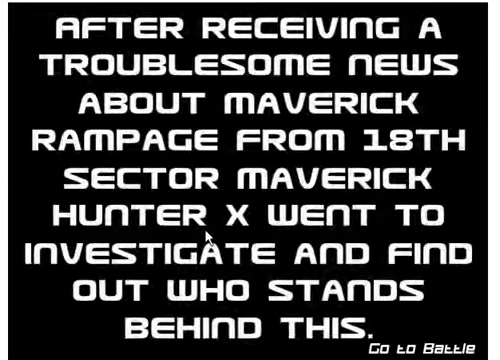 AFTER RECEIVING A
TROUBLESOME NEWS
ABOUT MAVERICK
RAMPAGE FROM 18TH
SECTOR MAVERICK
HUNTER X WENT TO
INVESTIGATE AND FIND
OUT WHO STANDS
BEHIND THIS.
Go to Battle